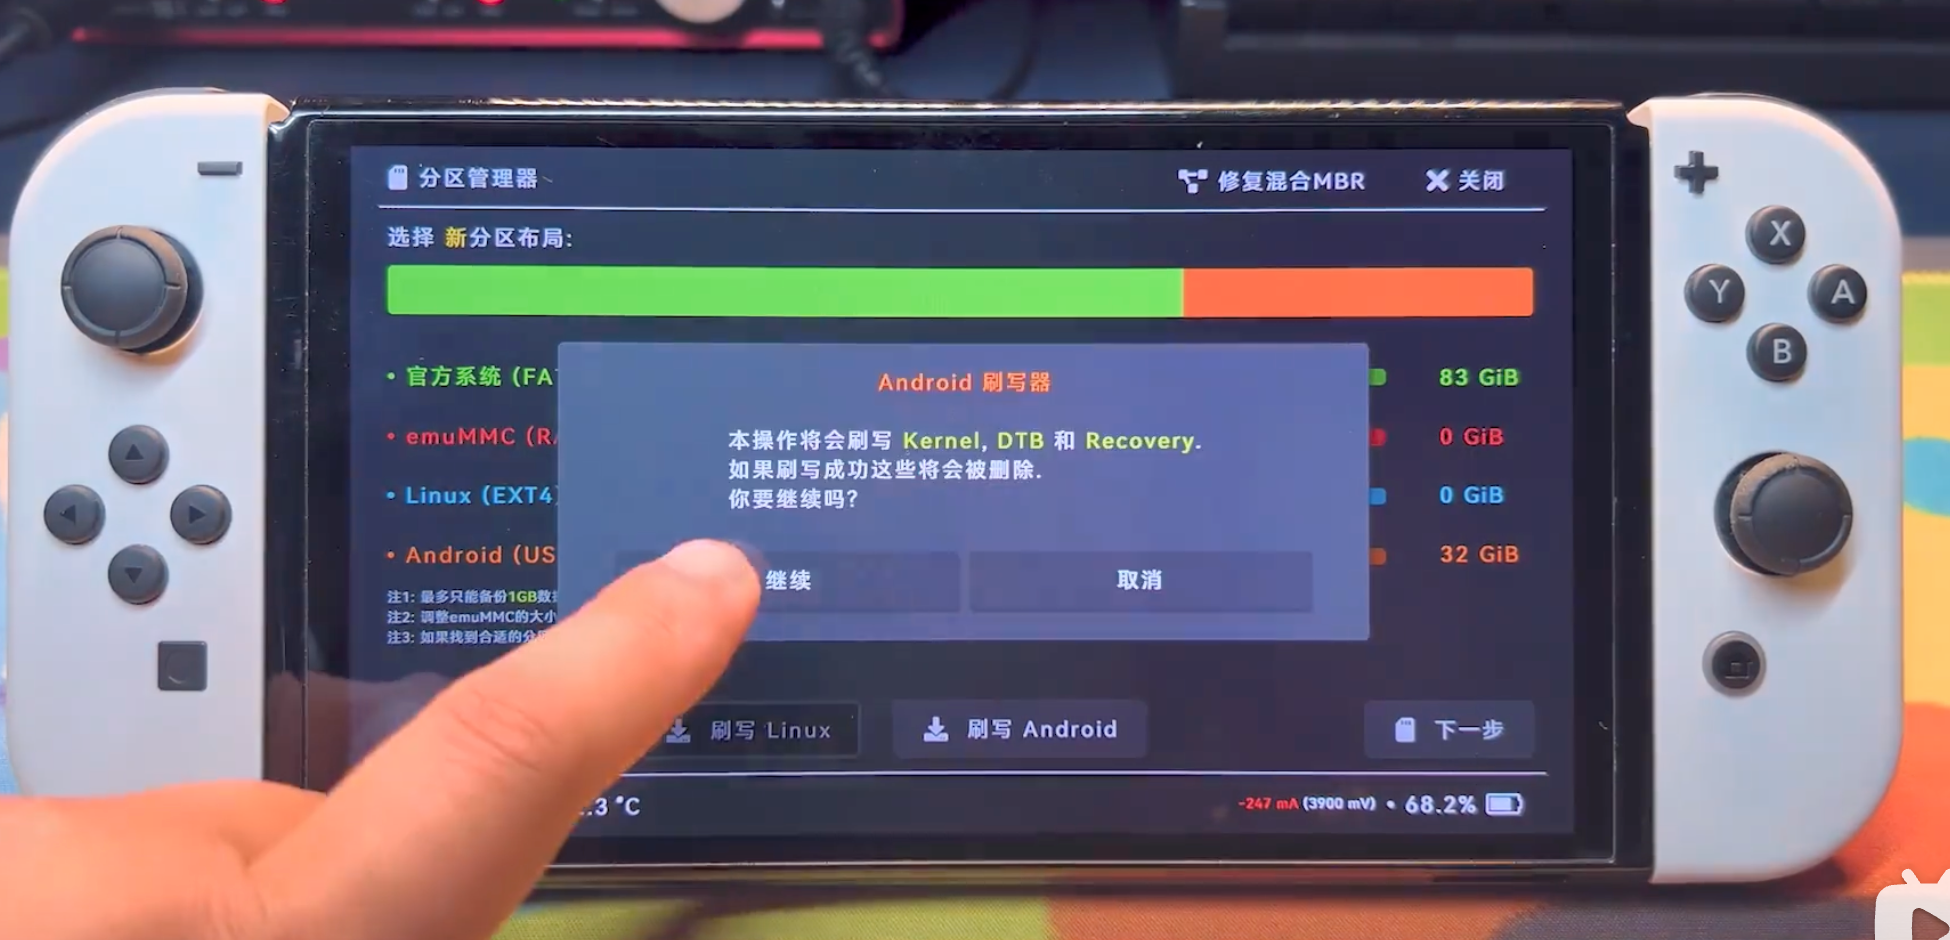 分区管理器
修复混合MBR
关闭
选择 新分区布局:
• 官方系统 (FA
83 GiB
• emuMMC (R
0 GiB
• Linux (EXT4
0 GiB
• Android (US
32 GiB
Android 刷写器
本操作将会刷写 Kernel, DTB 和 Recovery.
如果刷写成功这些将会被删除.
你要继续吗?
继续
取消
注1: 最多只能备份1GB数
注2: 调整emuMMC的大小
注3: 如果找到合适的分
刷写 Linux
刷写 Android
下一步
.3 °C
-247 mA (3900 mV) • 68.2%
X
Y
A
B